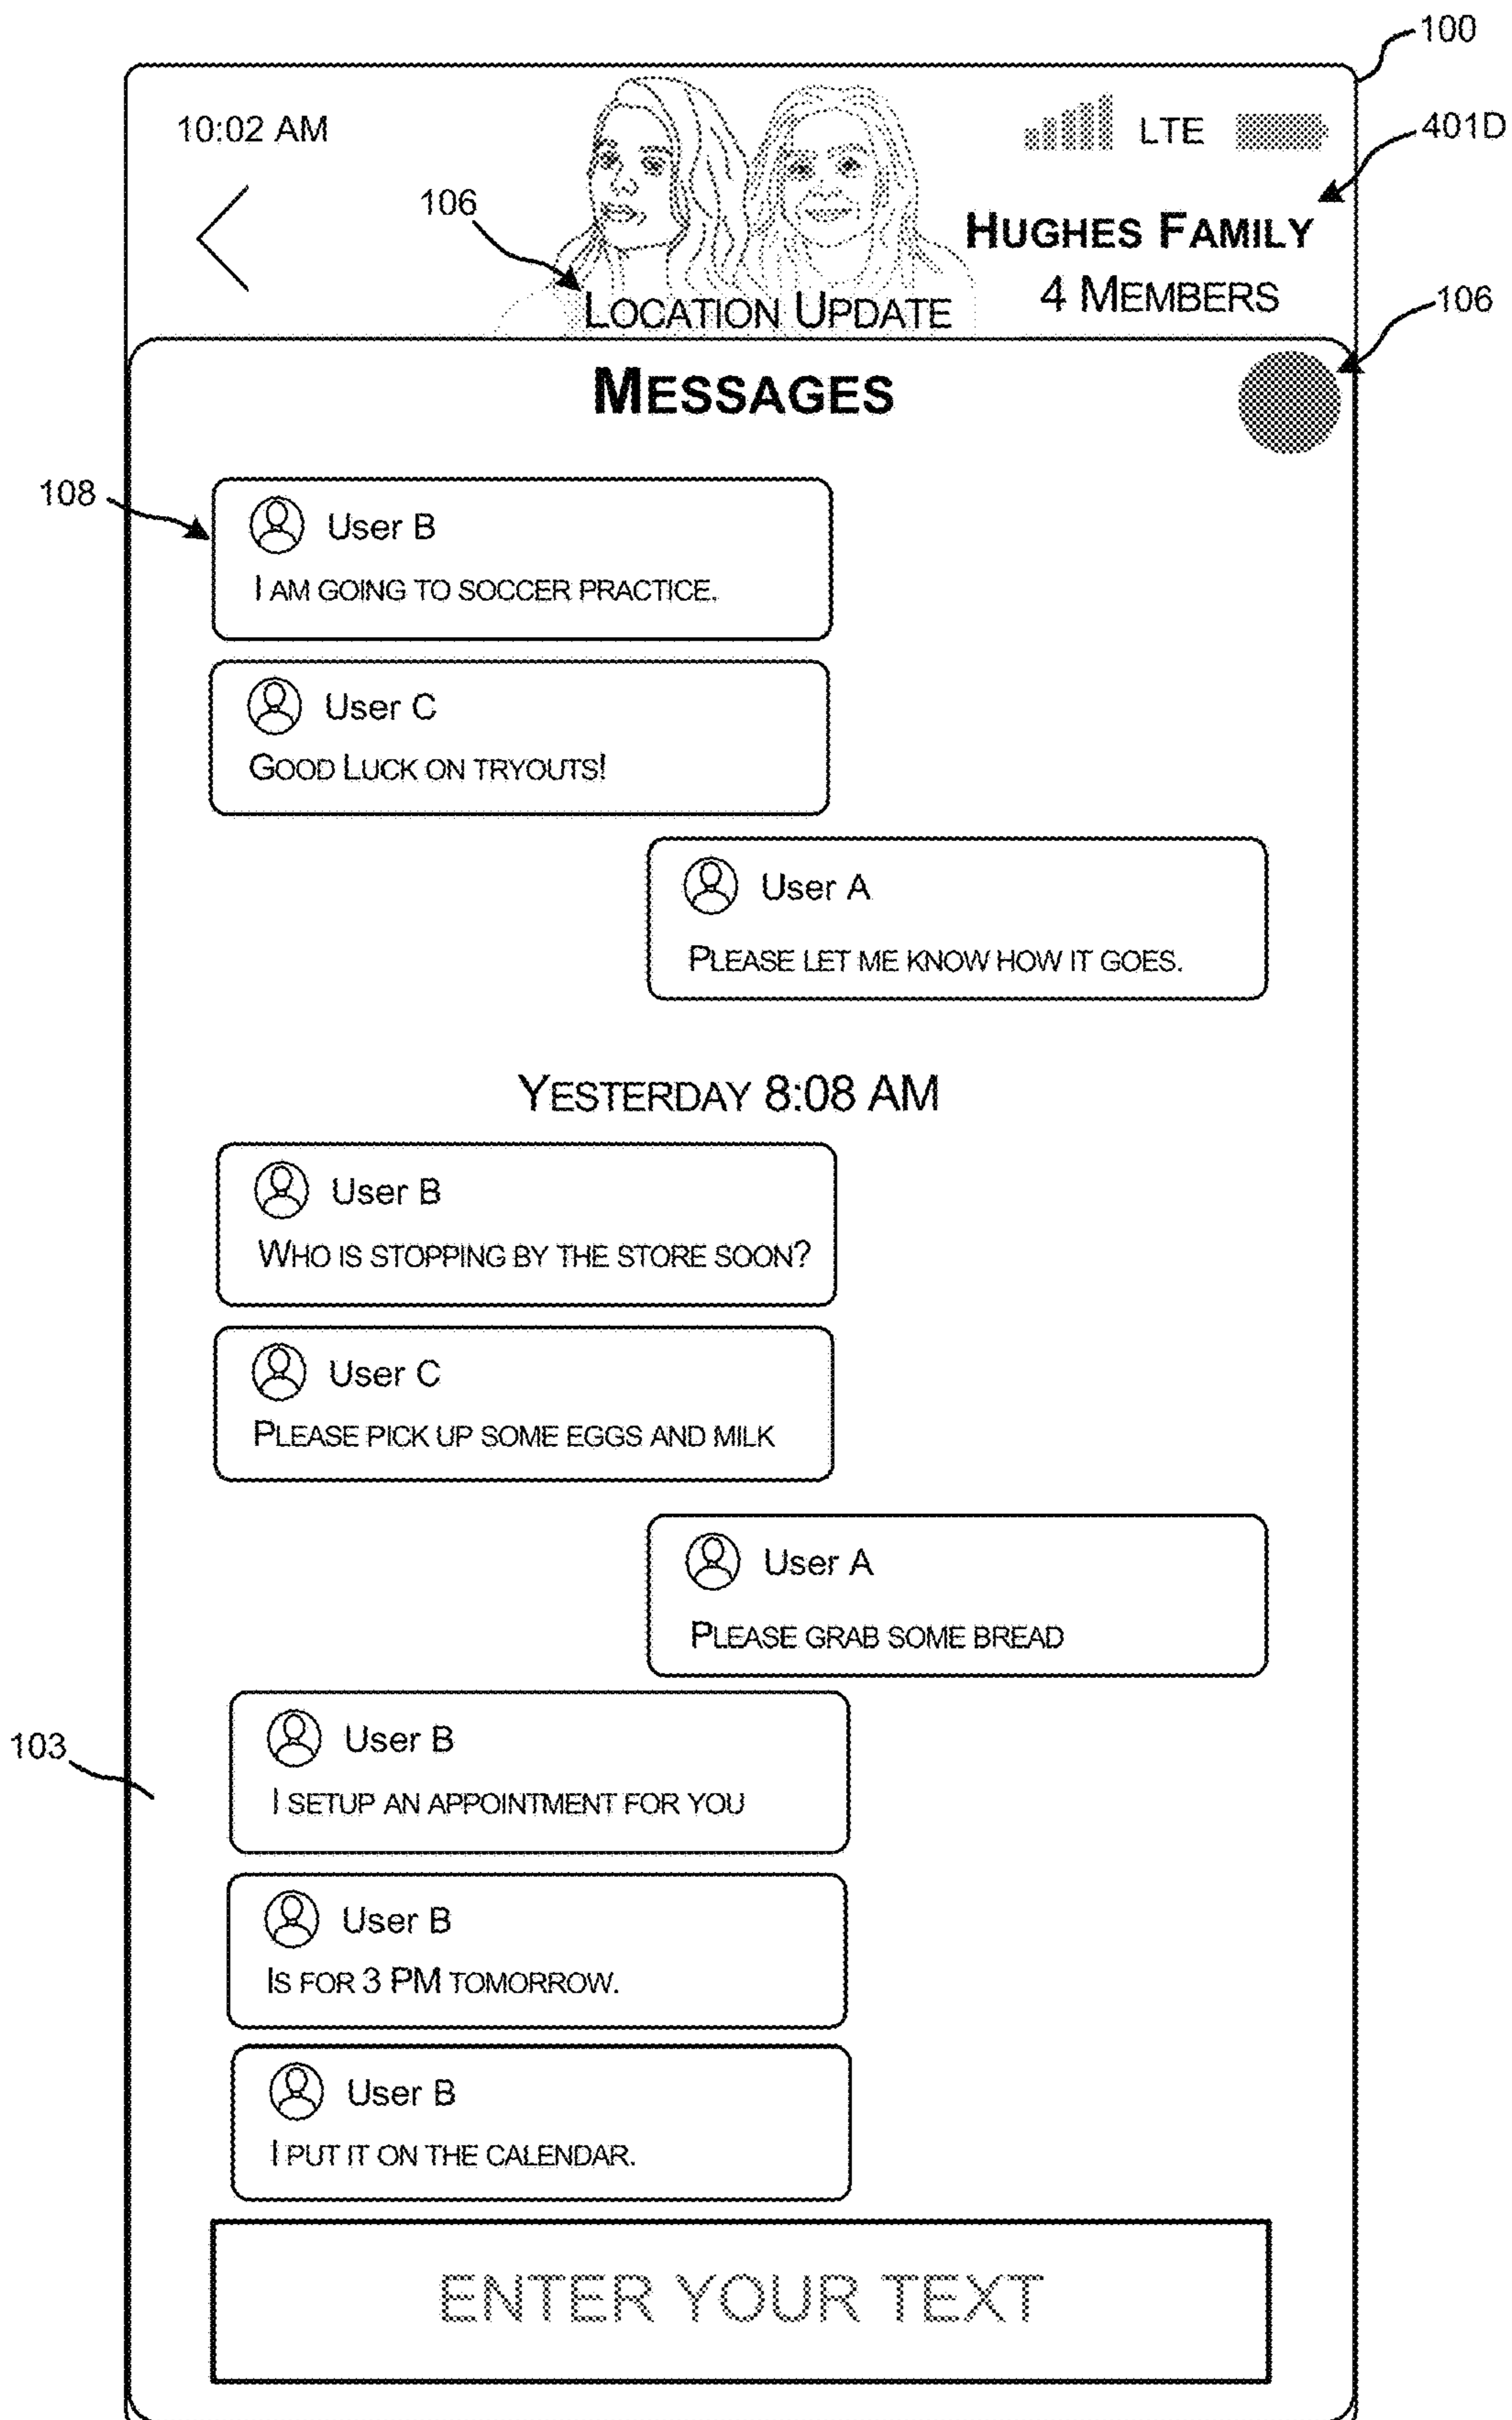 100
10:02 AM
LTE
401D
106
HUGHES FAMILY
LOCATION UPDATE
4 MEMBERS
106
MESSAGES
108
User B
I AM GOING TO SOCCER PRACTICE.
User C
GOOD LUCK ON TRYOUTS!
User A
PLEASE LET ME KNOW HOW IT GOES.
YESTERDAY 8:08 AM
User B
WHO IS STOPPING BY THE STORE SOON?
User C
PLEASE PICK UP SOME EGGS AND MILK
User A
PLEASE GRAB SOME BREAD
103
User B
I SETUP AN APPOINTMENT FOR YOU
User B
IS FOR 3 PM TOMORROW.
User B
I PUT IT ON THE CALENDAR.
ENTER YOUR TEXT